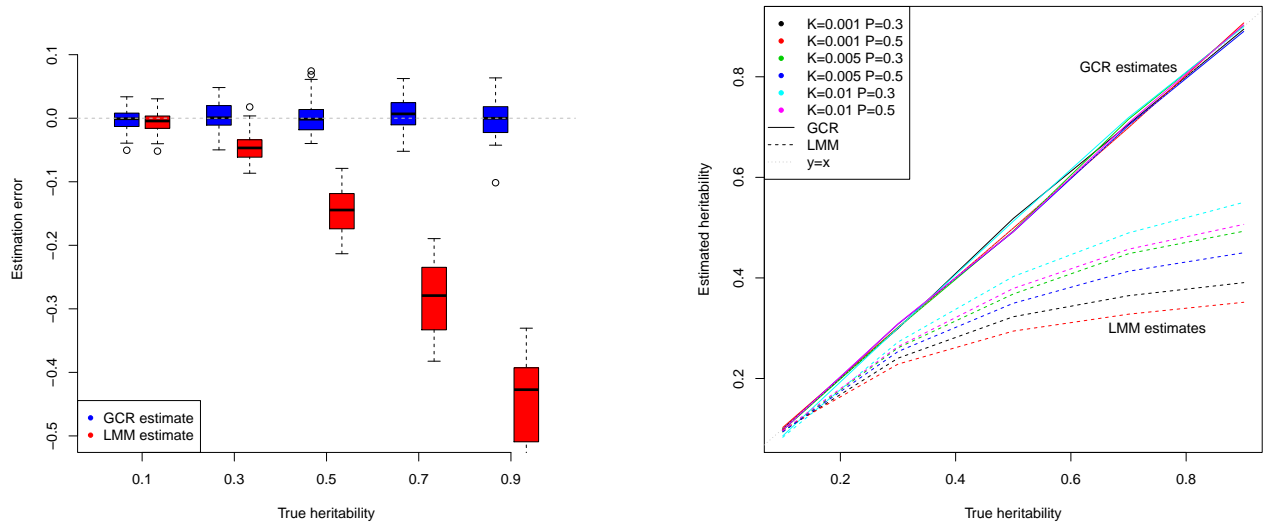 0.1
0.0
−0.1
−0.2
−0.3
−0.4
−0.5
Estimation error
GCR estimate
LMM estimate
0.1 0.3 0.5 0.7 0.9
True heritability
K=0.001 P=0.3
K=0.001 P=0.5
K=0.005 P=0.3
K=0.005 P=0.5
K=0.01 P=0.3
K=0.01 P=0.5
GCR
LMM
y=x
GCR estimates
LMM estimates
0.8
0.6
0.4
0.2
Estimated heritability
0.2 0.4 0.6 0.8
True heritability